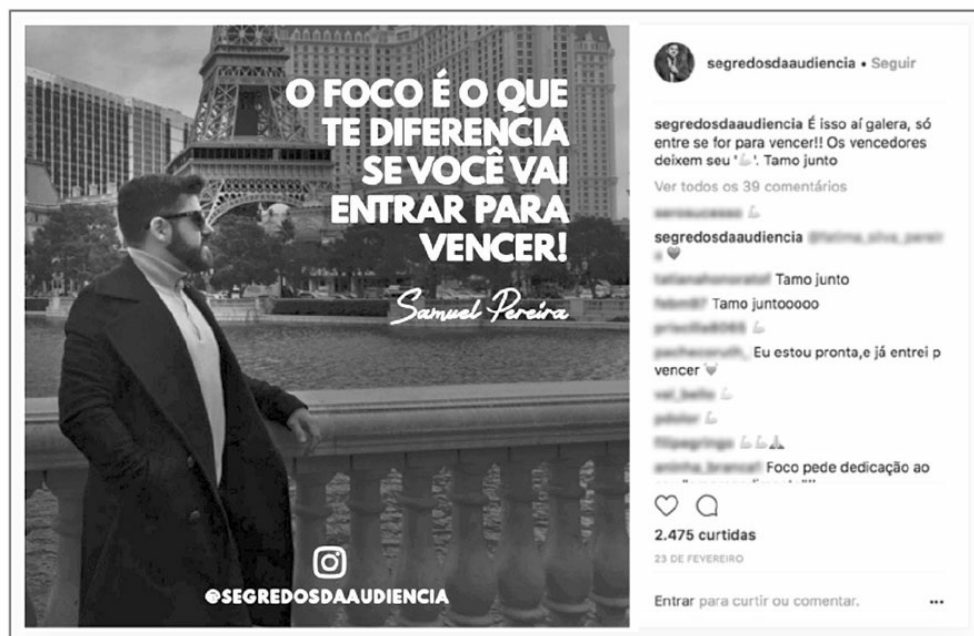 O FOCO É O QUE
TE DIFERENCIA
SE VOCÊ VAI
ENTRAR PARA
VENCER!
Samuel Pereira
@SEGREDOSDAAUDIENCIA
segredosdaaudiencia • Seguir
segredosdaaudiencia É isso aí galera, só
entre se for para vencer!! Os vencedores
deixem seu '💪'. Tamo junto
Ver todos os 39 comentários
segredosdaaudiencia
Tamo junto
Tamo juntooooo
Eu estou pronta,e já entrei p
vencer
Foco pede dedicação ao
2.475 curtidas
23 DE FEVEREIRO
Entrar para curtir ou comentar.